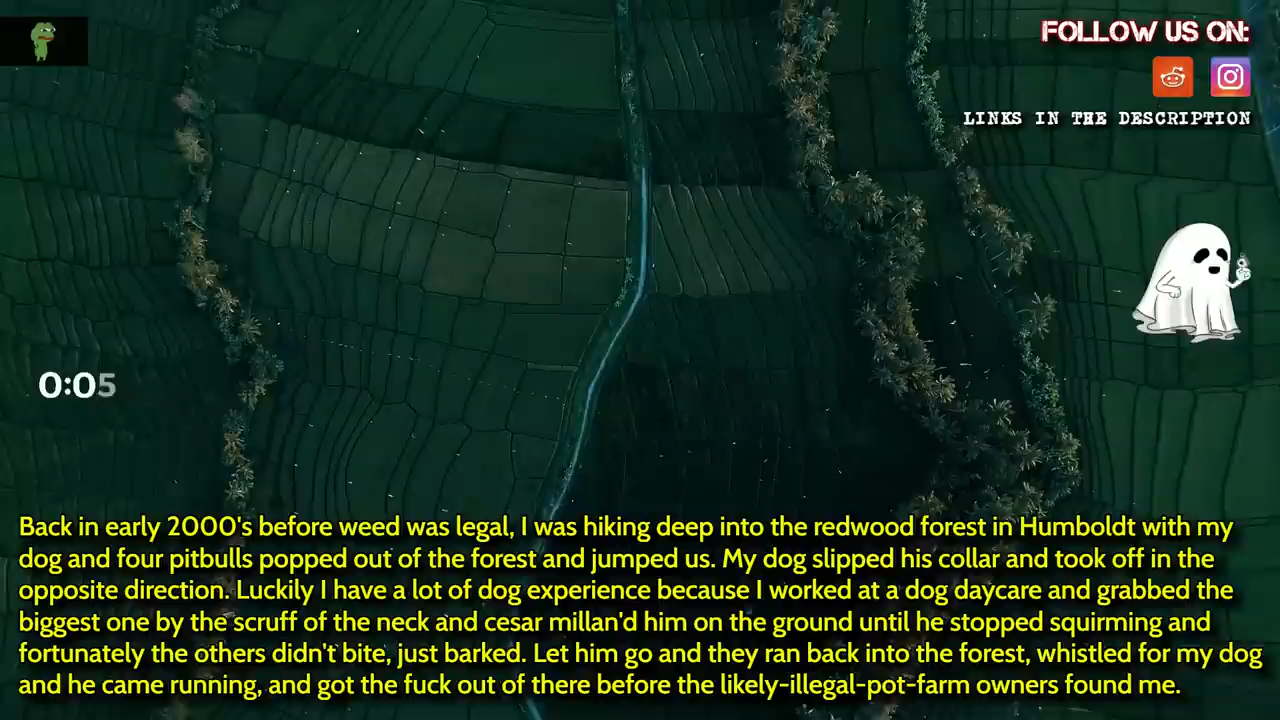 FOLLOW US ON:
LINKS IN THE DESCRIPTION
0:05
Back in early 2000's before weed was legal, I was hiking deep into the redwood forest in Humboldt with my
dog and four pitbulls popped out of the forest and jumped us. My dog slipped his collar and took off in the
opposite direction. Luckily I have a lot of dog experience because I worked at a dog daycare and grabbed the
biggest one by the scruff of the neck and cesar millan'd him on the ground until he stopped squirming and
fortunately the others didn't bite, just barked. Let him go and they ran back into the forest, whistled for my dog
and he came running, and got the fuck out of there before the likely-illegal-pot-farm owners found me.